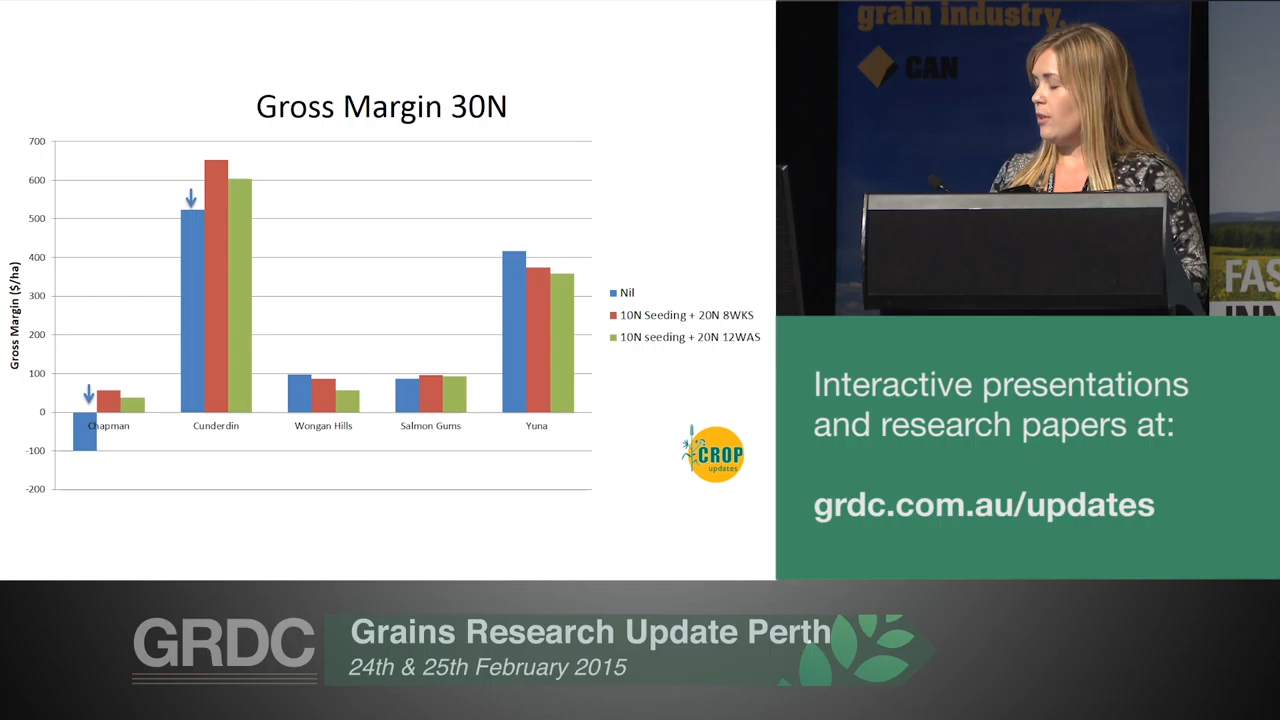 Gross Margin 30N
Gross Margin ($/ha)
700
600
500
400
300
200
100
0
-100
-200
Chapman
Cunderdin
Wongan Hills
Salmon Gums
Yuna
Nil
10N Seeding + 20N 8WKS
10N seeding + 20N 12WAS
CROP
updates
grain industry.
CAN
FAS
INN
Interactive presentations
and research papers at:
grdc.com.au/updates
GRDC
Grains Research Update Perth
24th & 25th February 2015